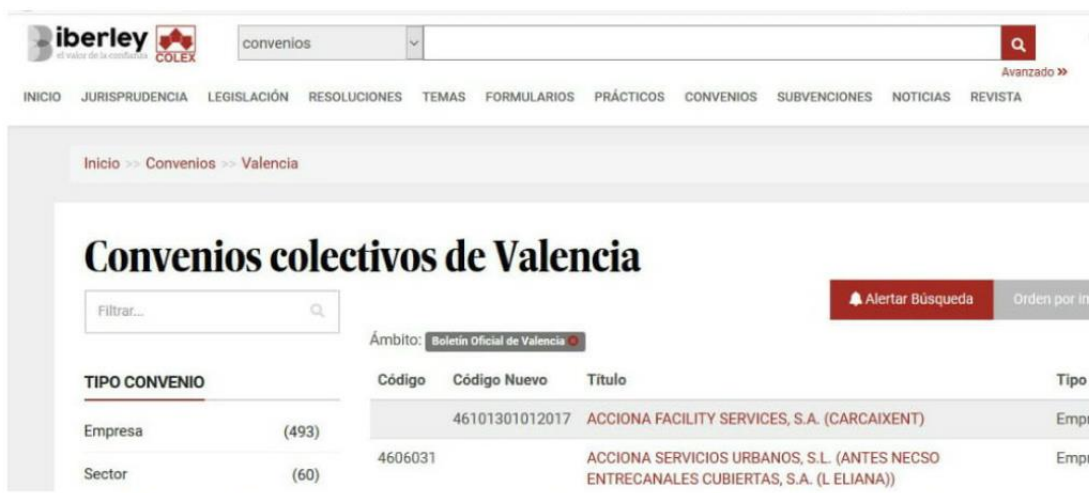 iberley
el valor de la confianza
COLEX
convenios
Avanzado »
INICIO JURISPRUDENCIA LEGISLACIÓN RESOLUCIONES TEMAS FORMULARIOS PRÁCTICOS CONVENIOS SUBVENCIONES NOTICIAS REVISTA
Inicio >> Convenios >> Valencia
Convenios colectivos de Valencia
Filtrar...
Alertar Búsqueda
Orden por
Ámbito: Boletín Oficial de Valencia
TIPO CONVENIO
Empresa (493)
Sector (60)
Código Código Nuevo Título Tipo
46101301012017 ACCIONA FACILITY SERVICES, S.A. (CARCAIXENT)
4606031 ACCIONA SERVICIOS URBANOS, S.L. (ANTES NECSO
ENTRECANALES CUBIERTAS, S.A. (L ELIANA))